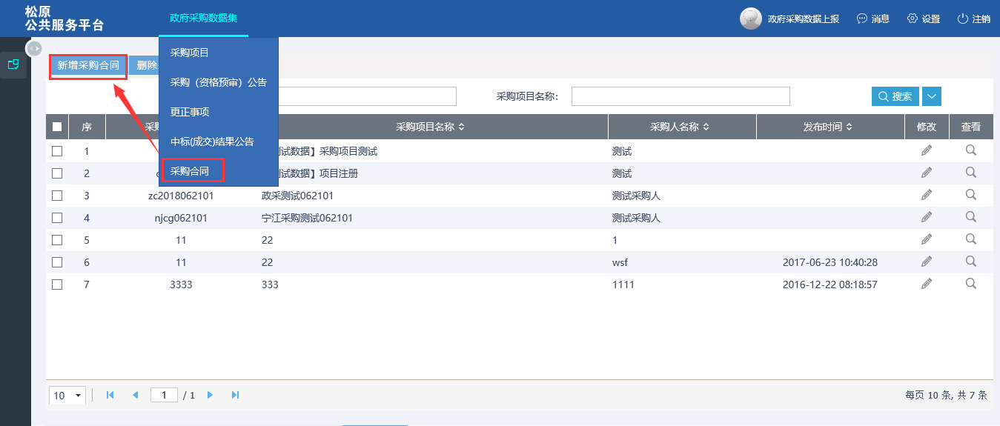 松原
公共服务平台
政府采购数据集
政府采购数据上报 消息 设置 注销
采购项目
采购（资格预审）公告
更正事项
中标(成交)结果公告
采购合同
新增采购合同 删除
采购项目名称：
搜索
序 采购 采购项目名称 采购人名称 发布时间 修改 查看
1 试数据】采购项目测试 测试
2 试数据】项目注册 测试
3 zc2018062101 政采测试062101 测试采购人
4 njcg062101 宁江采购测试062101 测试采购人
5 11 22 1
6 11 22 wsf 2017-06-23 10:40:28
7 3333 333 1111 2016-12-22 08:18:57
10 1 / 1 每页 10 条, 共 7 条